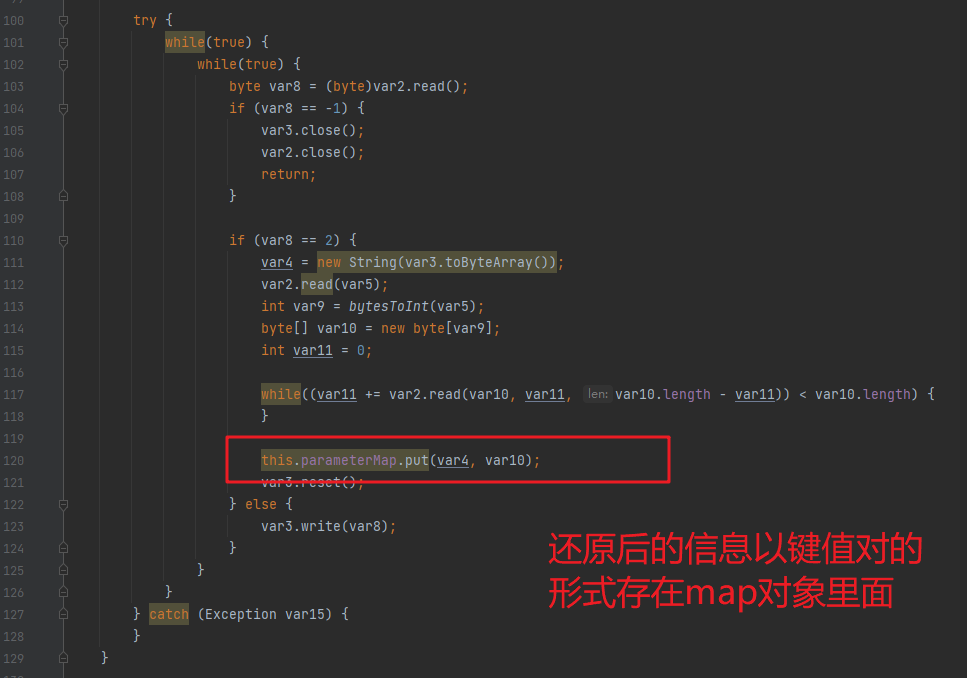 100 try {
101 while(true) {
102 while(true) {
103 byte var8 = (byte)var2.read();
104 if (var8 == -1) {
105 var3.close();
106 var2.close();
107 return;
108 }
109
110 if (var8 == 2) {
111 var4 = new String(var3.toByteArray());
112 var2.read(var5);
113 int var9 = bytesToInt(var5);
114 byte[] var10 = new byte[var9];
115 int var11 = 0;
116
117 while((var11 += var2.read(var10, var11, len: var10.length - var11)) < var10.length) {
118 }
119
120 this.parameterMap.put(var4, var10);
121 var3.reset();
122 } else {
123 var3.write(var8);
124 }
125 }
126 }
127 } catch (Exception var15) {
128 }
129 }
还原后的信息以键值对的
形式存在map对象里面